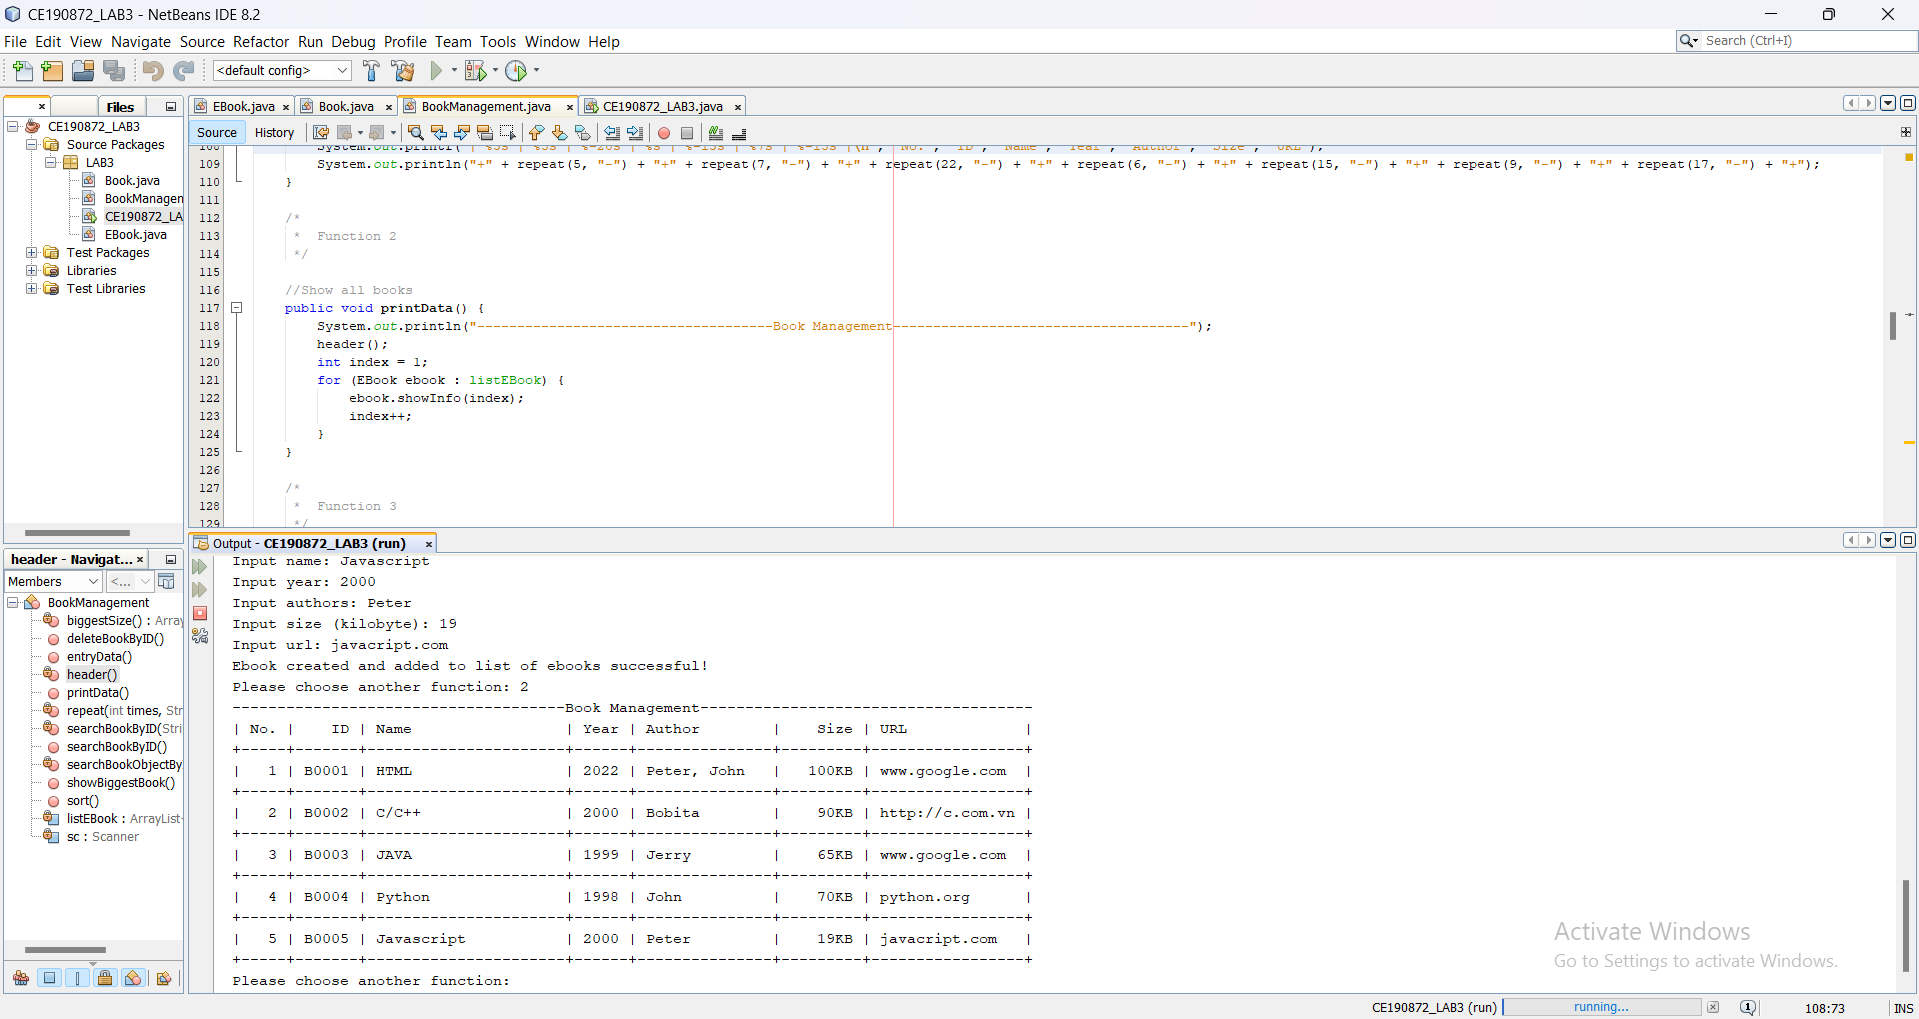 CE190872_LAB3 - NetBeans IDE 8.2
File Edit View Navigate Source Refactor Run Debug Profile Team Tools Window Help
Search (Ctrl+I)
<default config>
Files
EBook.java
Book.java
BookManagement.java
CE190872_LAB3.java
Source History
CE190872_LAB3
Source Packages
LAB3
Book.java
BookManagen
CE190872_LA
EBook.java
Test Packages
Libraries
Test Libraries
109 System.out.println("+" + repeat(5, "-") + "+" + repeat(7, "-") + "+" + repeat(22, "-") + "+" + repeat(6, "-") + "+" + repeat(15, "-") + "+" + repeat(9, "-") + "+" + repeat(17, "-") + "+");
110 }
111
112 /*
113 * Function 2
114 */
115
116 //Show all books
117 public void printData() {
118 System.out.println("-------------------------------------Book Management-------------------------------------");
119 header();
120 int index = 1;
121 for (EBook ebook : listEBook) {
122 ebook.showInfo(index);
123 index++;
124 }
125 }
126
127 /*
128 * Function 3
129 */
header - Navigat...
Members
<...
BookManagement
biggestSize() : Array
deleteBookByID()
entryData()
header()
printData()
repeat(int times, Str
searchBookByID(Stri
searchBookByID()
searchBookObjectBy
showBiggestBook()
sort()
listEBook : ArrayList
sc : Scanner
Output - CE190872_LAB3 (run)
Input name: Javascript
Input year: 2000
Input authors: Peter
Input size (kilobyte): 19
Input url: javacript.com
Ebook created and added to list of ebooks successful!
Please choose another function: 2
-------------------------------------Book Management-------------------------------------
| No. |    ID | Name                 | Year | Author        |    Size | URL             |
+-----+-------+----------------------+------+---------------+---------+-----------------+
|   1 | B0001 | HTML                 | 2022 | Peter, John   |   100KB | www.google.com  |
+-----+-------+----------------------+------+---------------+---------+-----------------+
|   2 | B0002 | C/C++                | 2000 | Bobita        |    90KB | http://c.com.vn |
+-----+-------+----------------------+------+---------------+---------+-----------------+
|   3 | B0003 | JAVA                 | 1999 | Jerry         |    65KB | www.google.com  |
+-----+-------+----------------------+------+---------------+---------+-----------------+
|   4 | B0004 | Python               | 1998 | John          |    70KB | python.org      |
+-----+-------+----------------------+------+---------------+---------+-----------------+
|   5 | B0005 | Javascript           | 2000 | Peter         |    19KB | javacript.com   |
+-----+-------+----------------------+------+---------------+---------+-----------------+
Please choose another function:
Activate Windows
Go to Settings to activate Windows.
CE190872_LAB3 (run) running... 1 108:73 INS